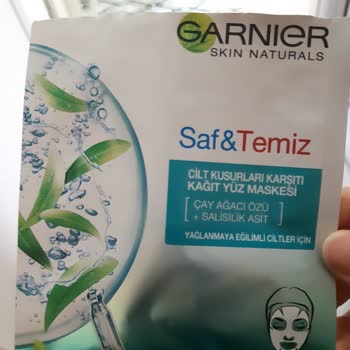 GARNIER
SKIN NATURALS
Saf&Temiz
CİLT KUSURLARI KARŞITI
KAĞIT YÜZ MASKESİ
[ ÇAY AĞACI ÖZÜ
+ SALİSİLİK ASİT ]
YAĞLANMAYA EĞİLİMLİ CİLTLER İÇİN